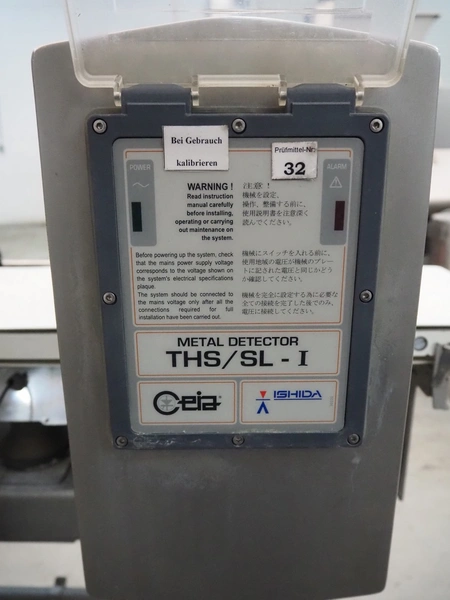 Bei Gebrauch
kalibrieren
Prüfmittel-Nr:
32
POWER
ALARM
WARNING !
Read instruction
manual carefully
before installing,
operating or carrying
out maintenance on
the system.
注意 !
機械を設定、
操作、整備する前に、
使用説明書を注意深く
読んでください。
Before powering up the system, check
that the mains power supply voltage
corresponds to the voltage shown on
the system's electrical specifications
plaque.
The system should be connected to
the mains voltage only after all the
connections required for full
installation have been carried out.
機械にスイッチを入れる前に、
使用地域の電圧が機械のプレー
トに記された電圧と同じかどう
か確認してください。
機械を完全に設定する為に必要な
全ての接続を完了した後でのみ、
電圧に接続してください。
METAL DETECTOR
THS/SL - I
Ceia
ISHIDA